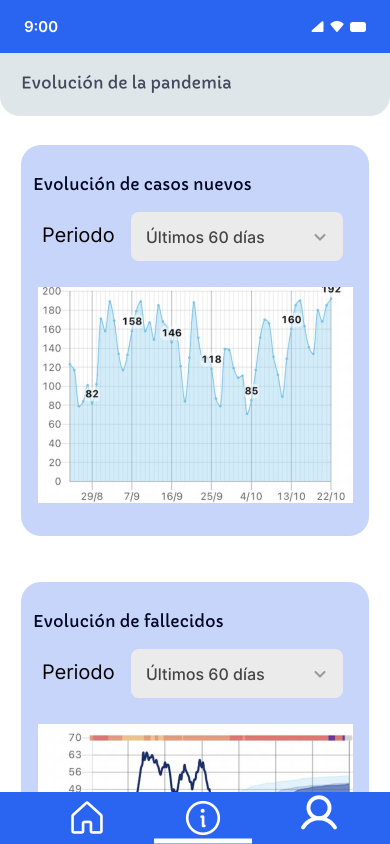 9:00
Evolución de la pandemia
Evolución de casos nuevos
Periodo
Últimos 60 días
200
180
160
140
120
100
80
60
40
20
0
82
158
146
118
85
160
192
29/8 7/9 16/9 25/9 4/10 13/10 22/10
Evolución de fallecidos
Periodo
Últimos 60 días
70
63
56
49